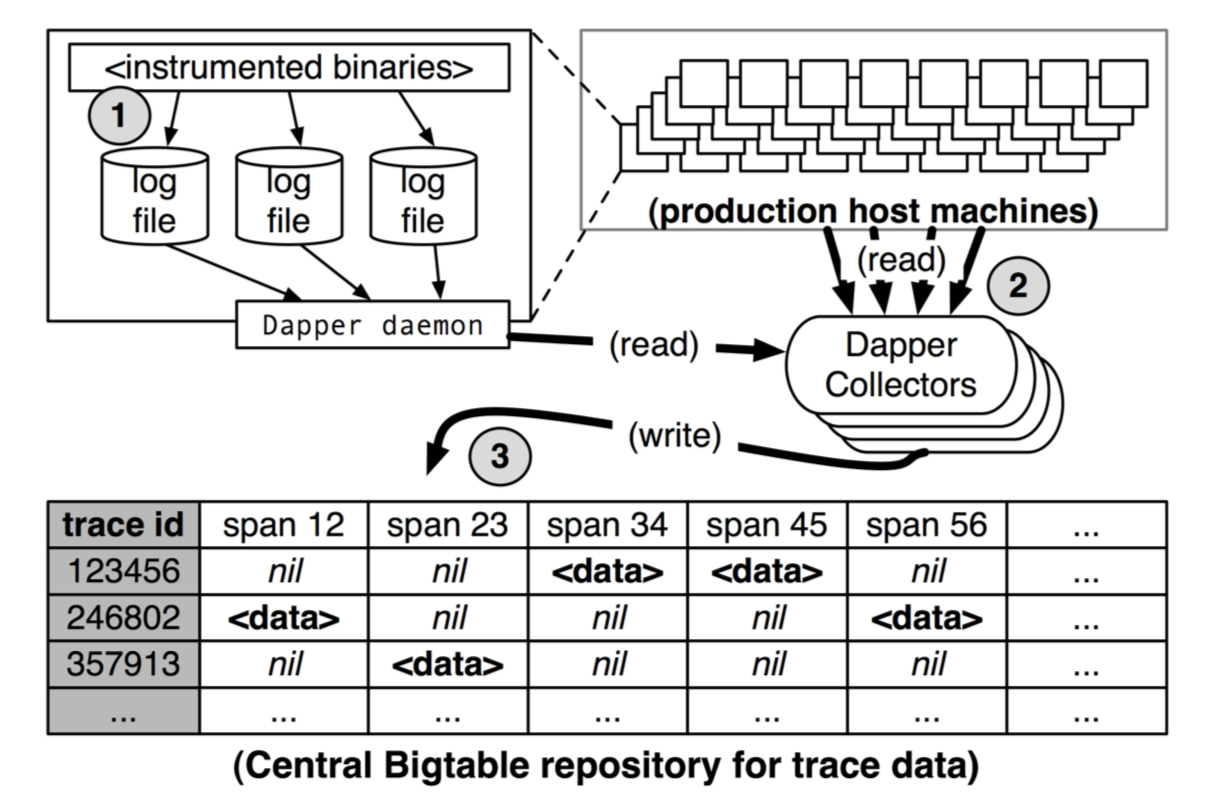 <instrumented binaries>
1
log file
log file
log file
Dapper daemon
(production host machines)
(read)
2
(read)
Dapper
Collectors
(write)
3
trace id span 12 span 23 span 34 span 45 span 56 ...
123456 nil nil <data> <data> nil ...
246802 <data> nil nil nil <data> ...
357913 nil <data> nil nil nil ...
... ... ... ... ... ... ...
(Central Bigtable repository for trace data)